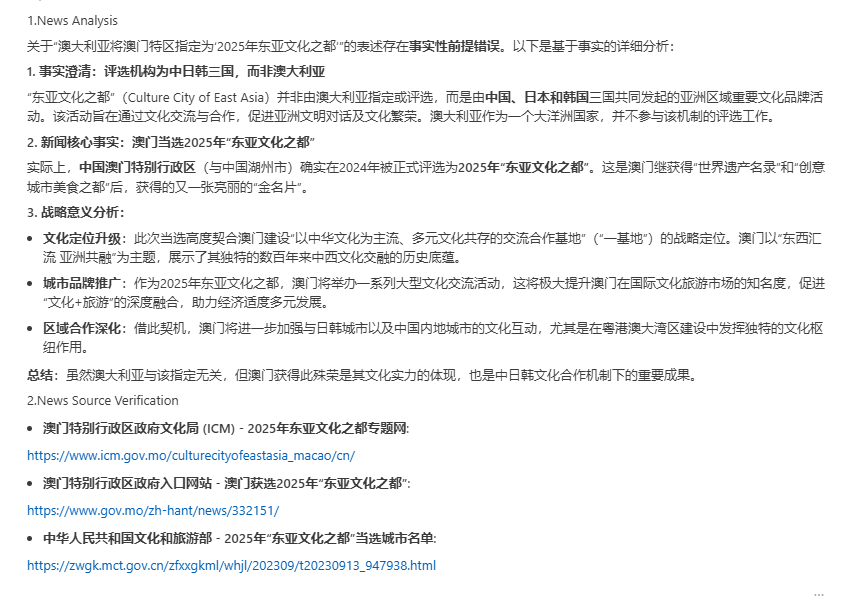 1.News Analysis
关于“澳大利亚将澳门特区指定为‘2025年东亚文化之都’”的表述存在事实性前提错误。以下是基于事实的详细分析：
1. 事实澄清：评选机构为中日韩三国，而非澳大利亚
“东亚文化之都”（Culture City of East Asia）并非由澳大利亚指定或评选，而是由中国、日本和韩国三国共同发起的亚洲区域重要文化品牌活
动。该活动旨在通过文化交流与合作，促进亚洲文明对话及文化繁荣。澳大利亚作为一个大洋洲国家，并不参与该机制的评选工作。
2. 新闻核心事实：澳门当选2025年“东亚文化之都”
实际上，中国澳门特别行政区（与中国湖州市）确实在2024年被正式评选为2025年“东亚文化之都”。这是澳门继获得“世界遗产名录”和“创意
城市美食之都”后，获得的又一张亮丽的“金名片”。
3. 战略意义分析：
• 文化定位升级：此次当选高度契合澳门建设“以中华文化为主流、多元文化共存的交流合作基地”（“一基地”）的战略定位。澳门以“东西汇
流 亚洲共融”为主题，展示了其独特的数百年来中西文化交融的历史底蕴。
• 城市品牌推广：作为2025年东亚文化之都，澳门将举办一系列大型文化交流活动，这将极大提升澳门在国际文化旅游市场的知名度，促进
“文化+旅游”的深度融合，助力经济适度多元发展。
• 区域合作深化：借此契机，澳门将进一步加强与日韩城市以及中国内地城市的文化互动，尤其是在粤港澳大湾区建设中发挥独特的文化枢
纽作用。
总结：虽然澳大利亚与该指定无关，但澳门获得此殊荣是其文化实力的体现，也是中日韩文化合作机制下的重要成果。
2.News Source Verification
• 澳门特别行政区政府文化局 (ICM) - 2025年东亚文化之都专题网:
https://www.icm.gov.mo/culturecityofeastasia_macao/cn/
• 澳门特别行政区政府入口网站 - 澳门获选2025年“东亚文化之都”:
https://www.gov.mo/zh-hant/news/332151/
• 中华人民共和国文化和旅游部 - 2025年“东亚文化之都”当选城市名单:
https://zwgk.mct.gov.cn/zfxxgkml/whjl/202309/t20230913_947938.html
...